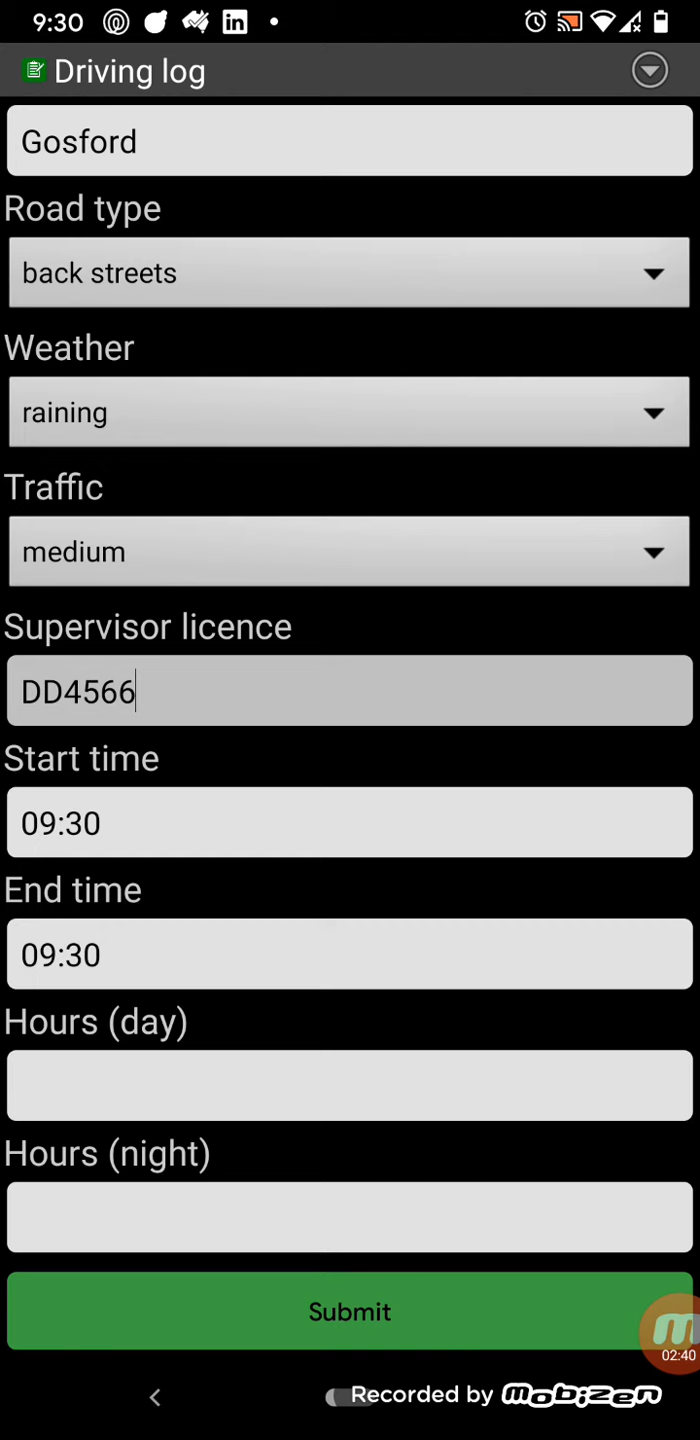 9:30
in
Driving log
Gosford
Road type
back streets
Weather
raining
Traffic
medium
Supervisor licence
DD4566
Start time
09:30
End time
09:30
Hours (day)
Hours (night)
Submit
02:40
Recorded by mobizen